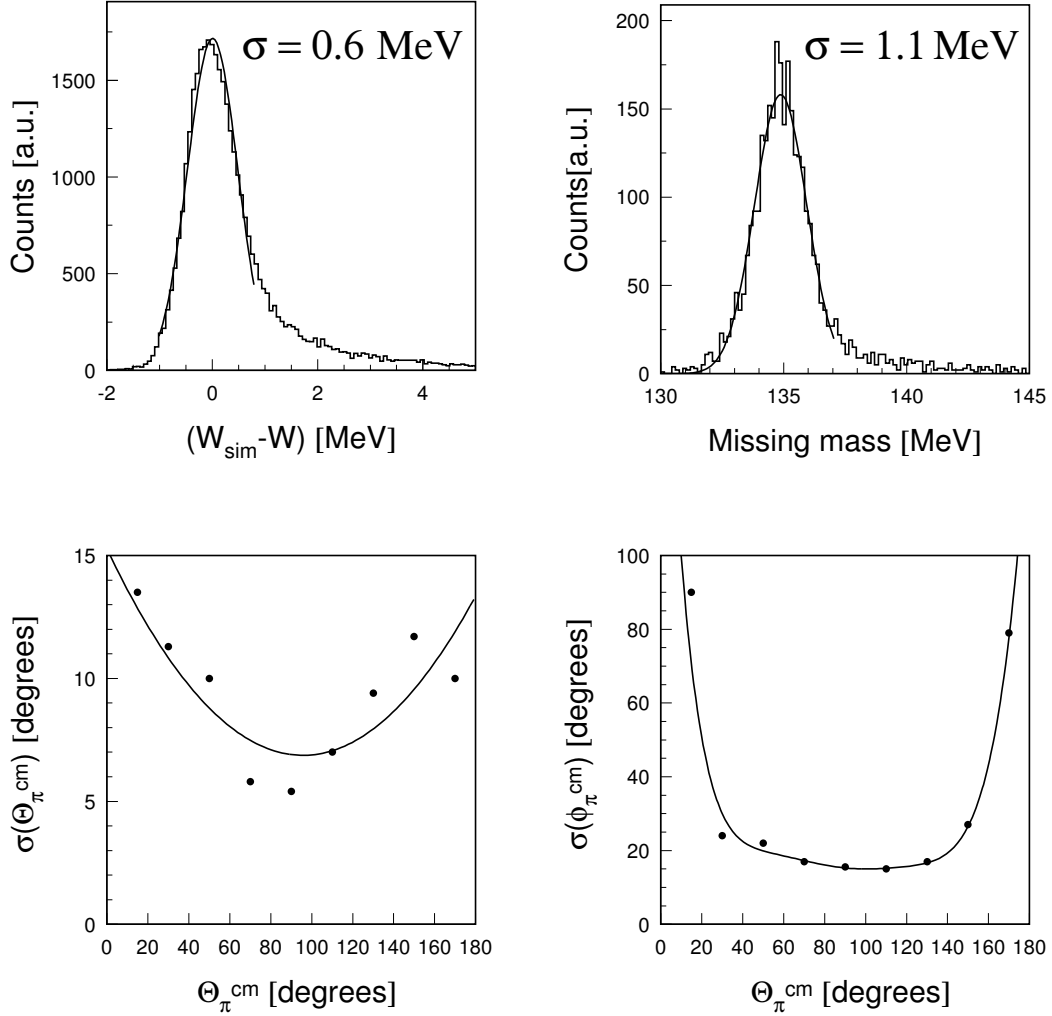 σ = 0.6 MeV
Counts [a.u.]
1500
1000
500
0
-2 0 2 4
(W_sim-W) [MeV]
σ = 1.1 MeV
Counts[a.u.]
200
150
100
50
0
130 135 140 145
Missing mass [MeV]
σ(Θ_π^cm) [degrees]
15
10
5
0
0 20 40 60 80 100 120 140 160 180
Θ_π^cm [degrees]
σ(ϕ_π^cm) [degrees]
100
80
60
40
20
0
0 20 40 60 80 100 120 140 160 180
Θ_π^cm [degrees]